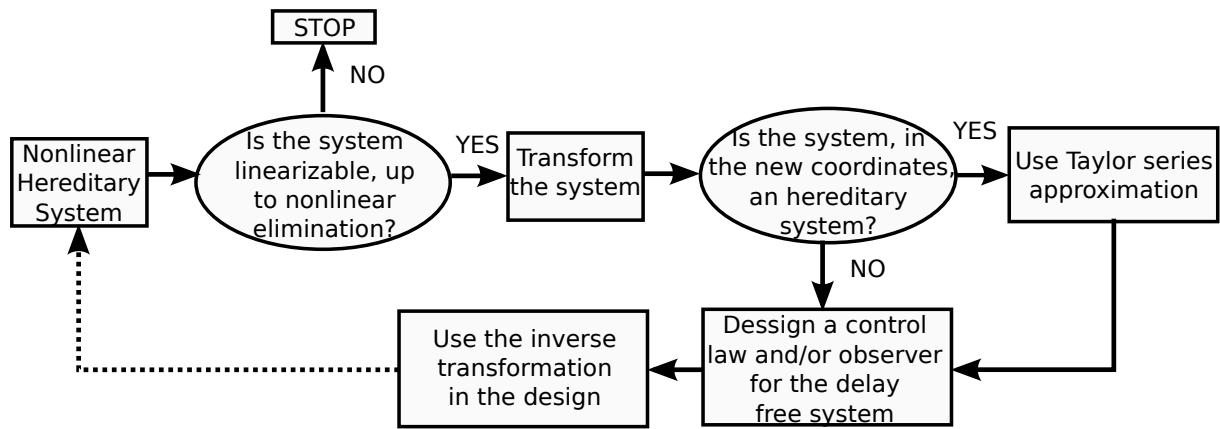 STOP
NO
Nonlinear
Hereditary
System
Is the system
linearizable, up
to nonlinear
elimination?
YES
Transform
the system
Is the system, in
the new coordinates,
an hereditary
system?
YES
Use Taylor series
approximation
NO
Dessign a control
law and/or observer
for the delay
free system
Use the inverse
transformation
in the design